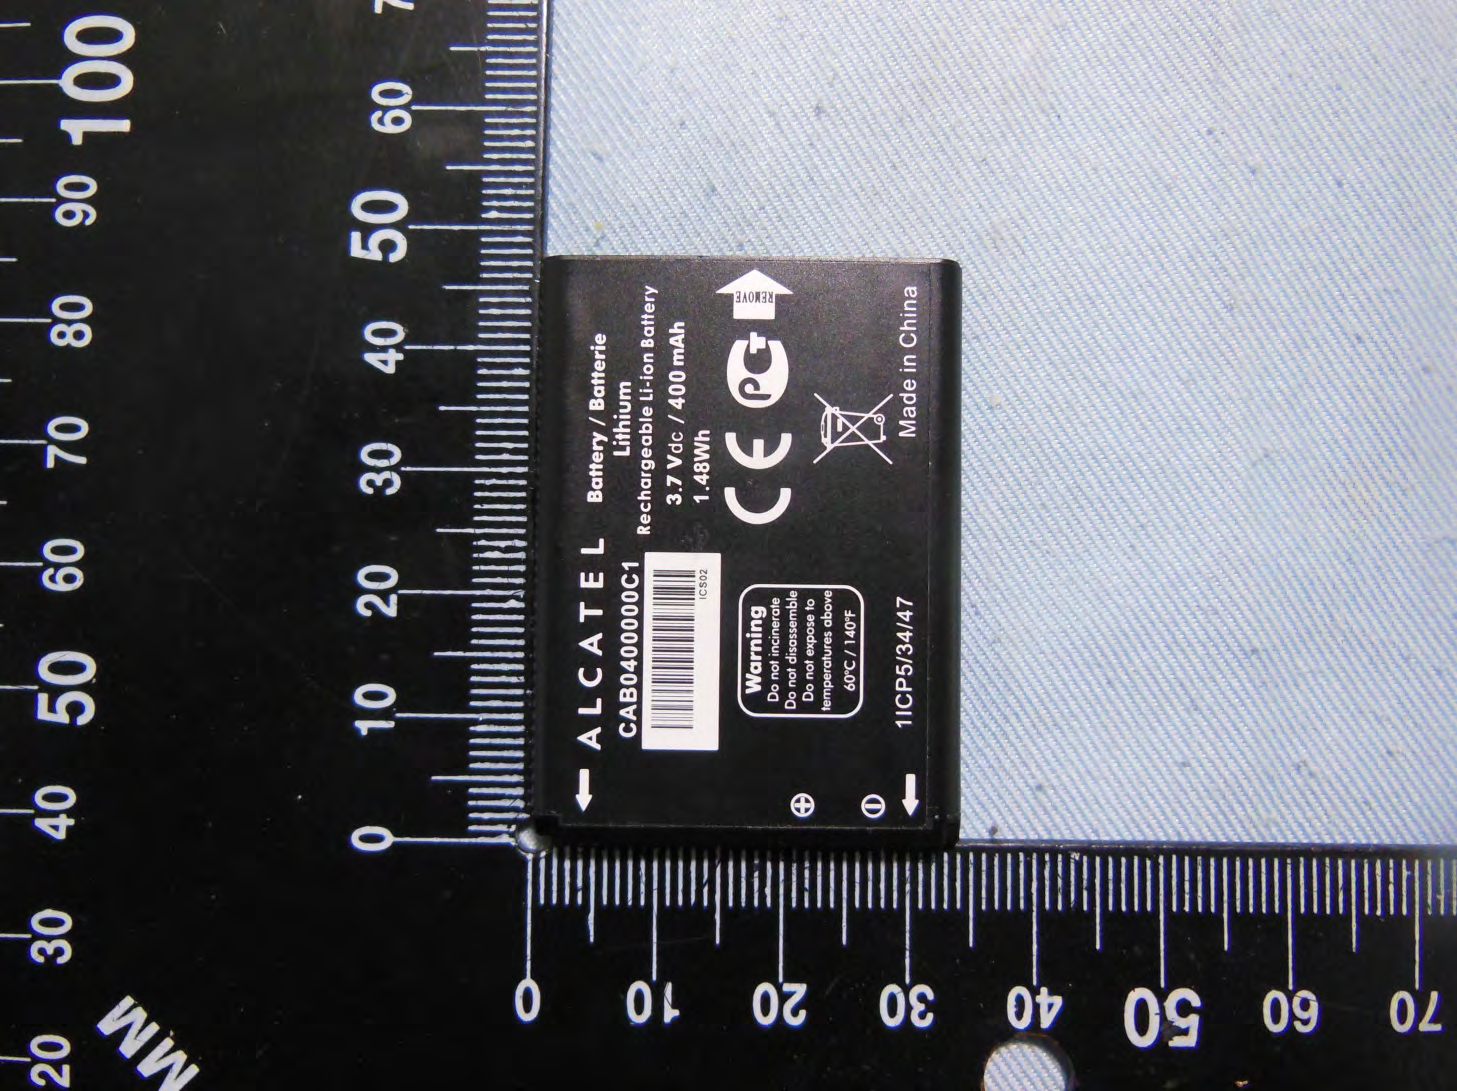 ALCATEL
Battery / Batterie
Lithium
CAB0400000C1
Rechargeable Li-ion Battery
3.7 Vdc / 400 mAh
1.48Wh
ICS02
REMOVE
CE PG
Warning
Do not incinerate
Do not disassemble
Do not expose to
temperatures above
60°C / 140°F
1ICP5/34/47
Made in China
100
90
80
70
60
50
40
30
20
MM
60
50
40
30
20
10
0
0
10
20
30
40
50
60
70